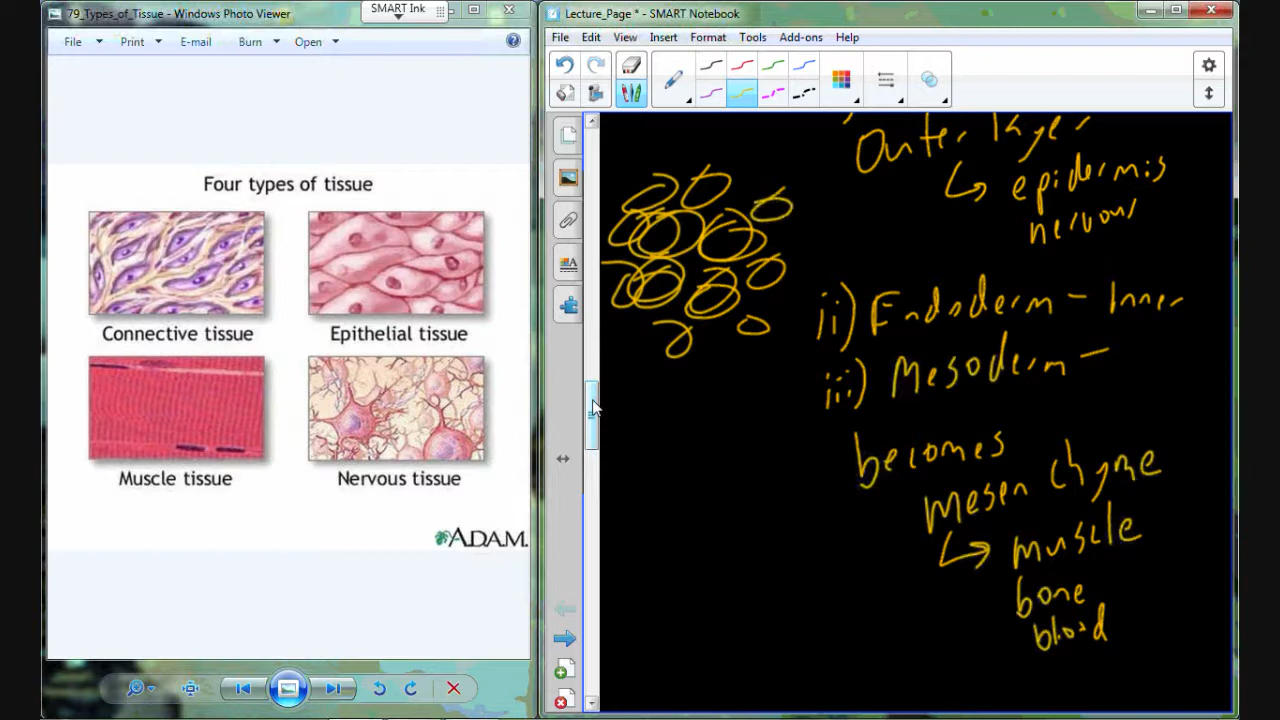 79_Types_of_Tissue - Windows Photo Viewer
SMART Ink
File Print E-mail Burn Open
Four types of tissue
Connective tissue Epithelial tissue
Muscle tissue Nervous tissue
ADAM.
Lecture_Page * - SMART Notebook
File Edit View Insert Format Tools Add-ons Help
Outer layer
epidermis
nervous
ii) Endoderm - Inner
iii) Mesoderm -
becomes
mesenchyme
muscle
bone
blood